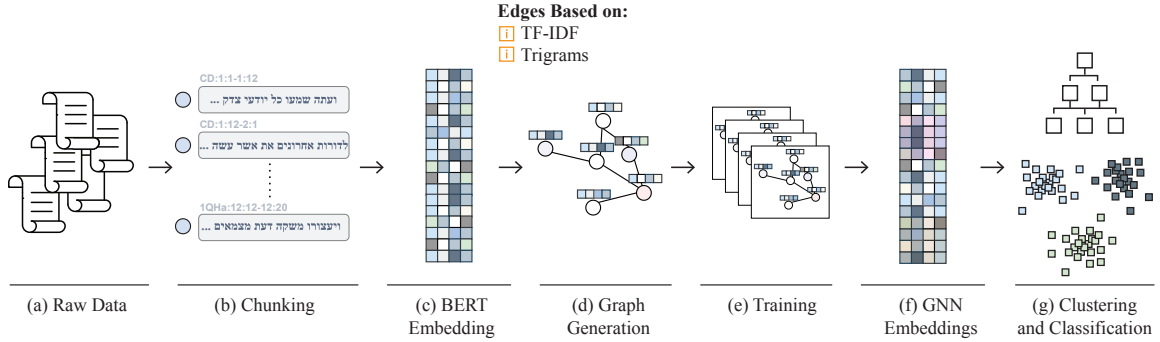 Edges Based on:
i TF-IDF
i Trigrams
CD:1:1-1:12
ועתה שמעו כל יודעי צדק ...
CD:1:12-2:1
לדורות אחרונים את אשר עשה ...
1QHa:12:12-12:20
ויעצורו משקה דעת מצמאים ...
(a) Raw Data
(b) Chunking
(c) BERT
Embedding
(d) Graph
Generation
(e) Training
(f) GNN
Embeddings
(g) Clustering
and Classification